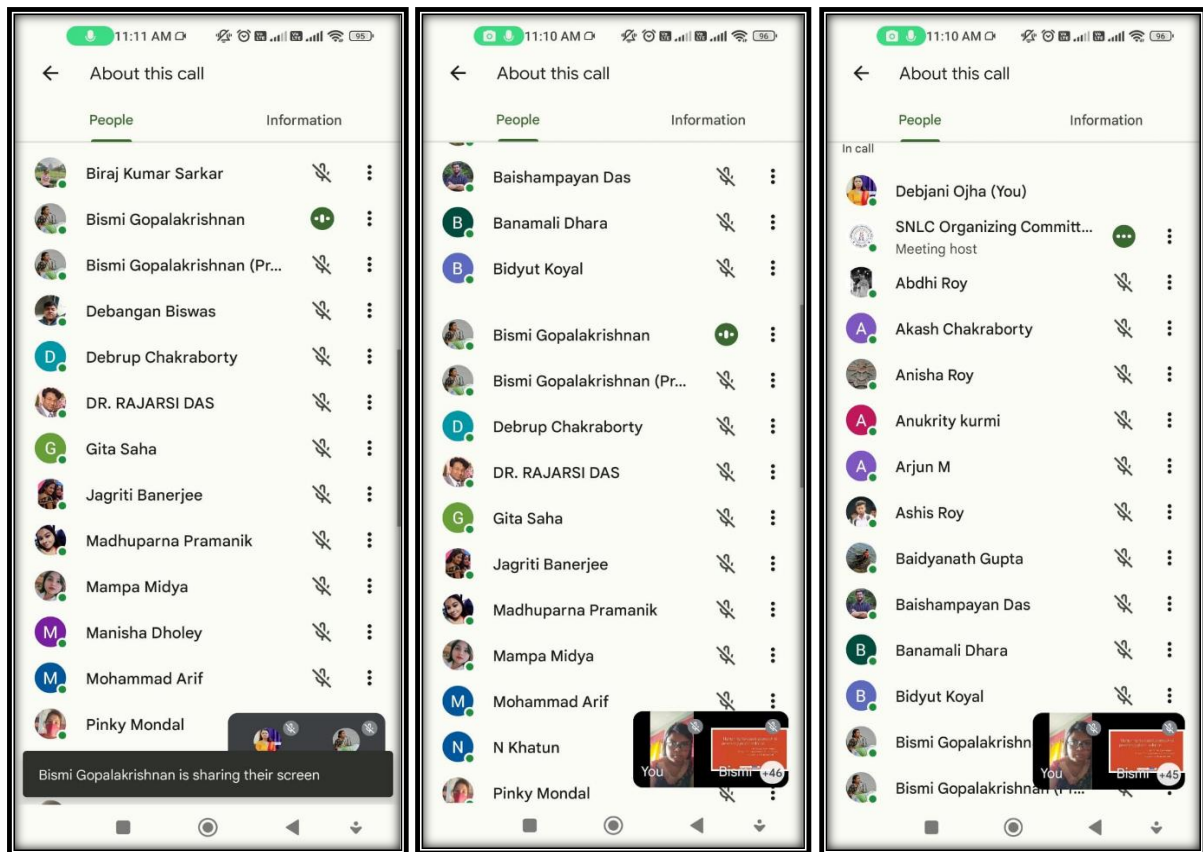 11:11 AM
95
About this call
People Information
Biraj Kumar Sarkar
Bismi Gopalakrishnan
Bismi Gopalakrishnan (Pr...
Debangan Biswas
D Debrup Chakraborty
DR. RAJARSI DAS
G Gita Saha
Jagriti Banerjee
Madhuparna Pramanik
Mampa Midya
M Manisha Dholey
M Mohammad Arif
Pinky Mondal
Bismi Gopalakrishnan is sharing their screen
11:10 AM
96
About this call
People Information
Baishampayan Das
B Banamali Dhara
B Bidyut Koyal
Bismi Gopalakrishnan
Bismi Gopalakrishnan (Pr...
D Debrup Chakraborty
DR. RAJARSI DAS
G Gita Saha
Jagriti Banerjee
Madhuparna Pramanik
Mampa Midya
M Mohammad Arif
N N Khatun
Pinky Mondal
You Bismi +46
11:10 AM
96
About this call
People Information
In call
Debjani Ojha (You)
SNLC Organizing Committ...
Meeting host
Abdhi Roy
A Akash Chakraborty
Anisha Roy
A Anukrity kurmi
A Arjun M
Ashis Roy
Baidyanath Gupta
Baishampayan Das
B Banamali Dhara
B Bidyut Koyal
Bismi Gopalakrishn
Bismi Gopalakrishnan
You Bismi +45